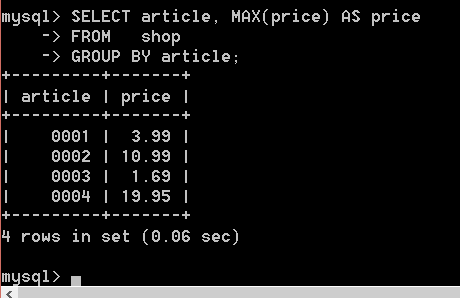 mysql> SELECT article, MAX(price) AS price
    -> FROM   shop
    -> GROUP BY article;
+---------+-------+
| article | price |
+---------+-------+
|    0001 |  3.99 |
|    0002 | 10.99 |
|    0003 |  1.69 |
|    0004 | 19.95 |
+---------+-------+
4 rows in set (0.06 sec)

mysql> _